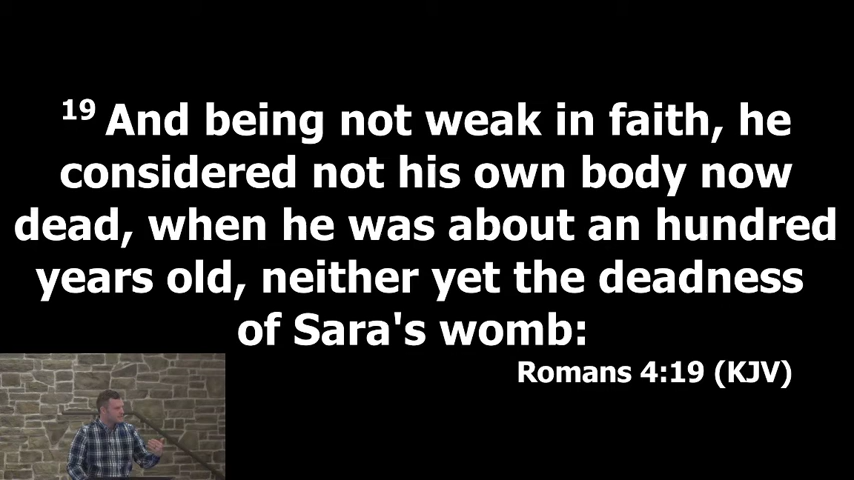 19 And being not weak in faith, he
considered not his own body now
dead, when he was about an hundred
years old, neither yet the deadness
of Sara's womb:
Romans 4:19 (KJV)